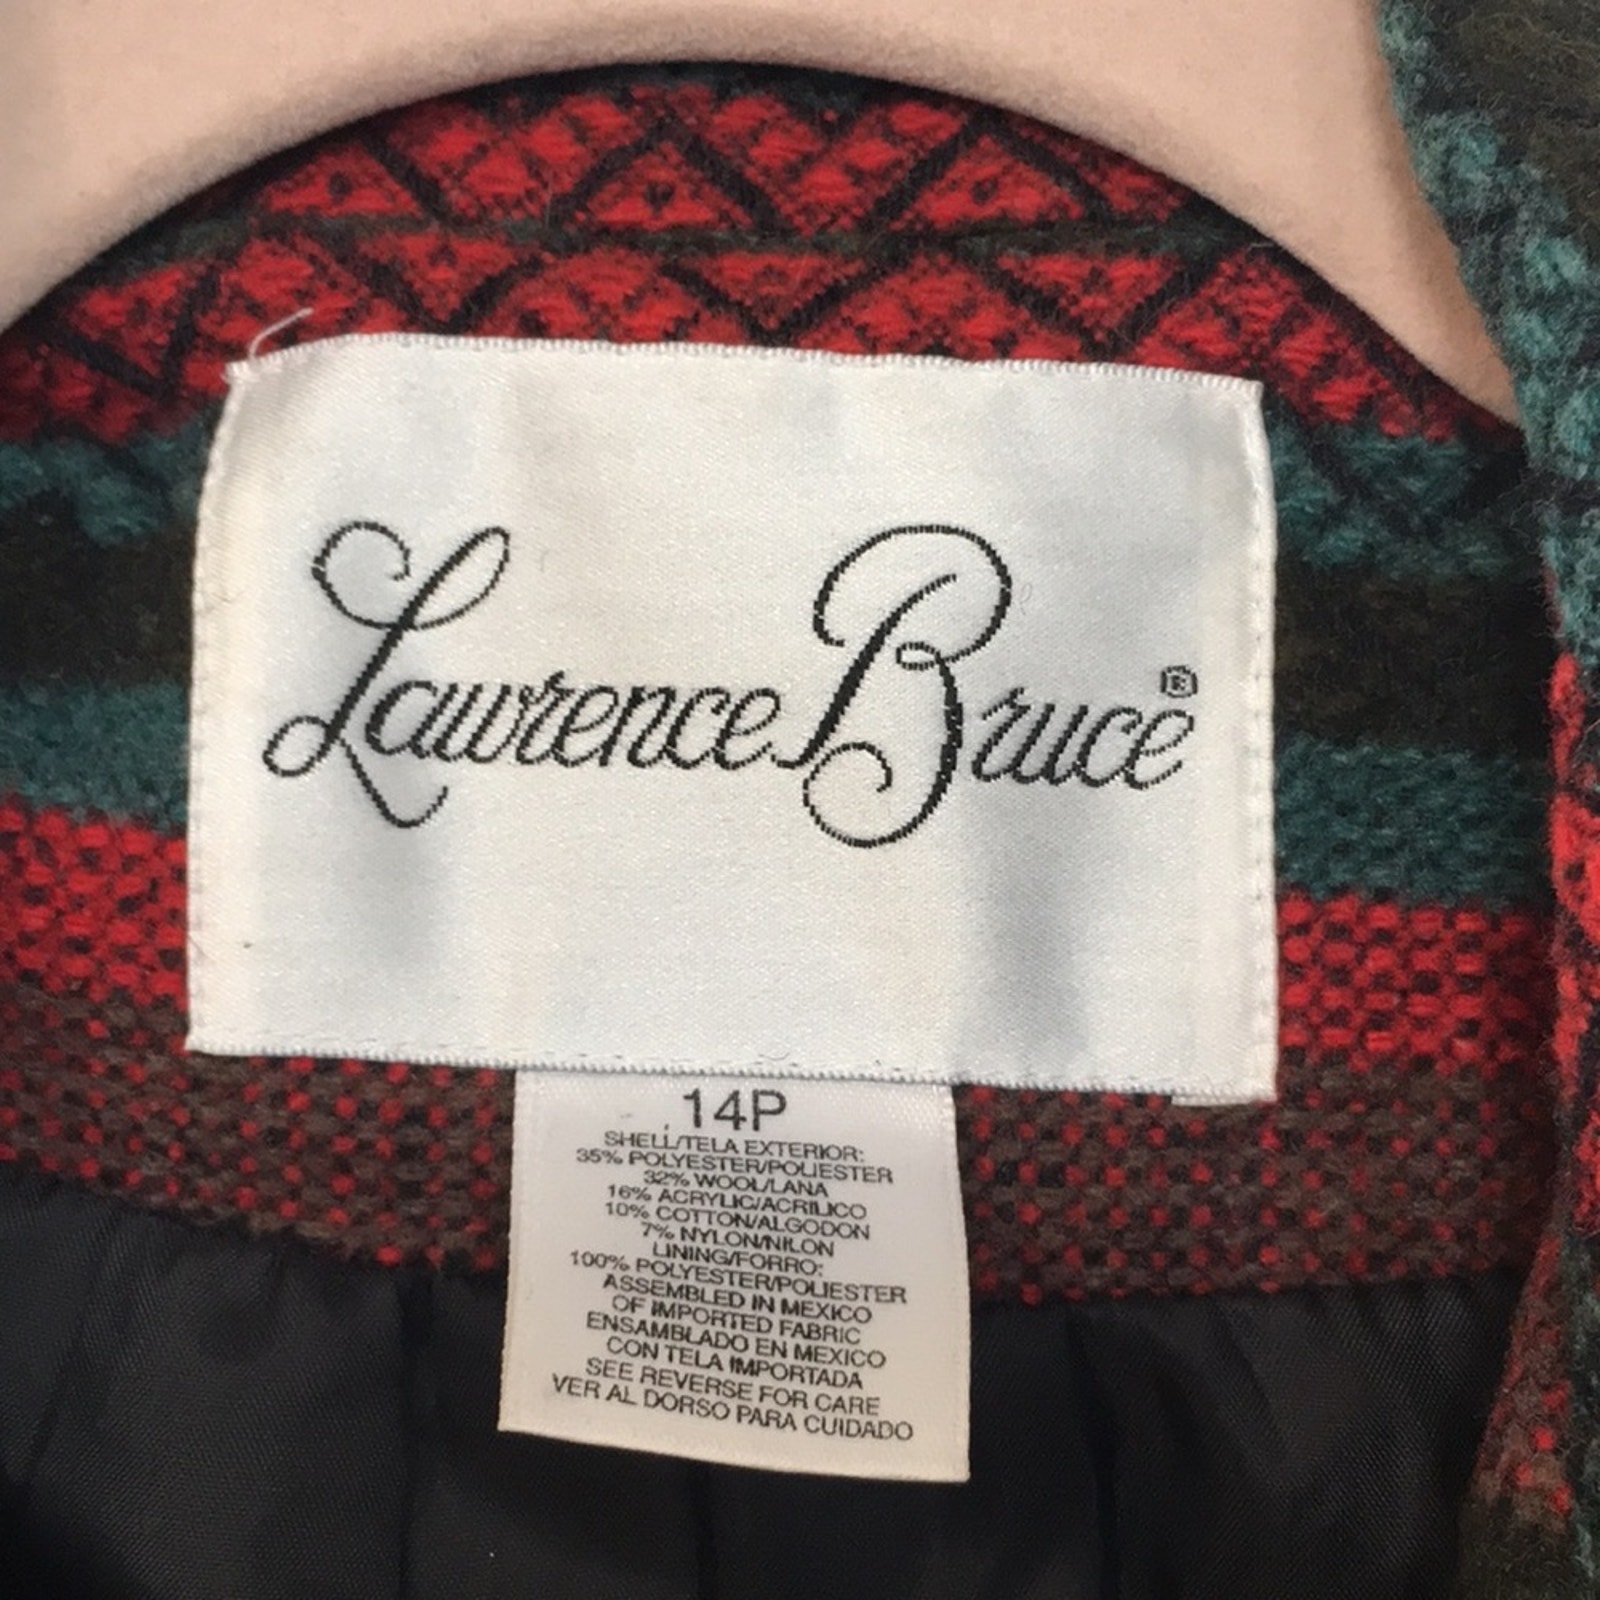 Lawrence Bruce®
14P
SHELL/TELA EXTERIOR:
35% POLYESTER/POLIESTER
32% WOOL/LANA
16% ACRYLIC/ACRILICO
10% COTTON/ALGODON
7% NYLON/NILON
LINING/FORRO:
100% POLYESTER/POLIESTER
ASSEMBLED IN MEXICO
OF IMPORTED FABRIC
ENSAMBLADO EN MEXICO
CON TELA IMPORTADA
SEE REVERSE FOR CARE
VER AL DORSO PARA CUIDADO